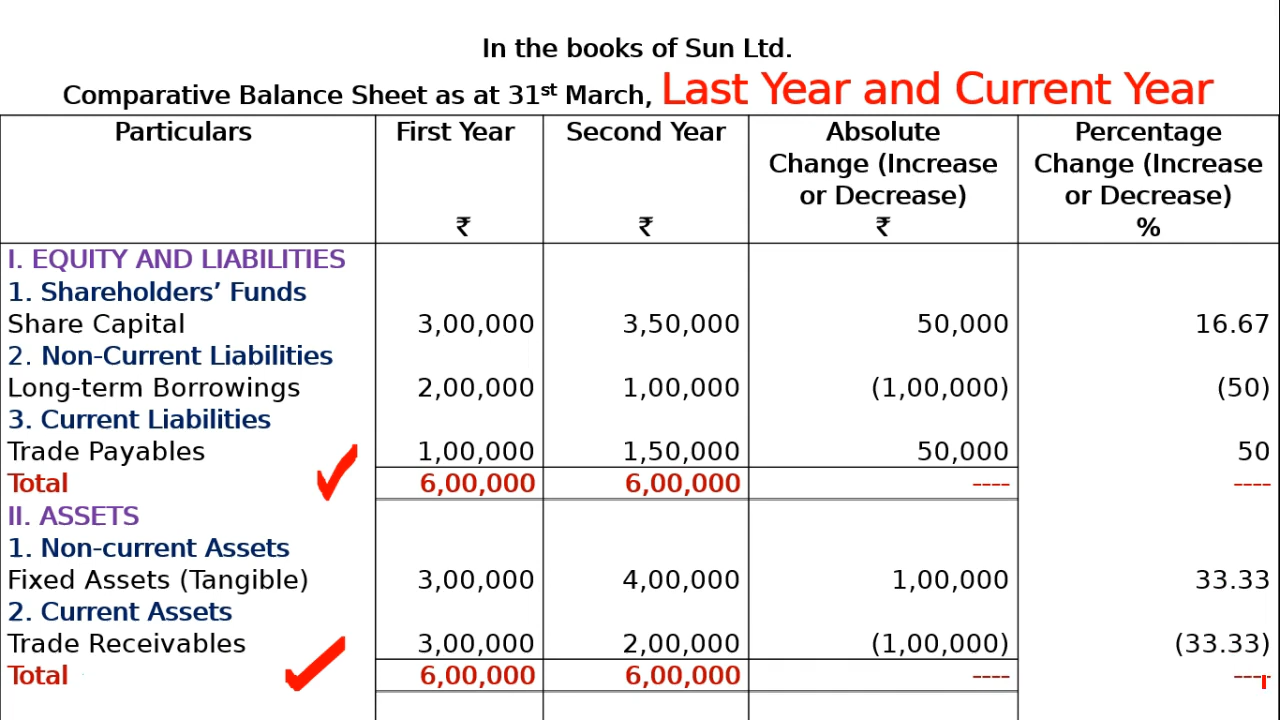 In the books of Sun Ltd.
Comparative Balance Sheet as at 31st March, Last Year and Current Year
Particulars First Year Second Year Absolute Percentage
Change (Increase Change (Increase
or Decrease) or Decrease)
₹ ₹ ₹ %
I. EQUITY AND LIABILITIES
1. Shareholders’ Funds
Share Capital 3,00,000 3,50,000 50,000 16.67
2. Non-Current Liabilities
Long-term Borrowings 2,00,000 1,00,000 (1,00,000) (50)
3. Current Liabilities
Trade Payables 1,00,000 1,50,000 50,000 50
Total 6,00,000 6,00,000 ---- ----
II. ASSETS
1. Non-current Assets
Fixed Assets (Tangible) 3,00,000 4,00,000 1,00,000 33.33
2. Current Assets
Trade Receivables 3,00,000 2,00,000 (1,00,000) (33.33)
Total 6,00,000 6,00,000 ---- ----